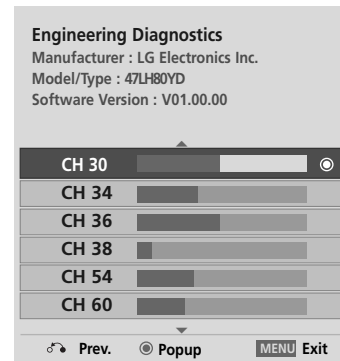 Engineering Diagnostics
Manufacturer : LG Electronics Inc.
Model/Type : 47LH80YD
Software Version : V01.00.00
CH 30
CH 34
CH 36
CH 38
CH 54
CH 60
Prev. Popup MENU Exit